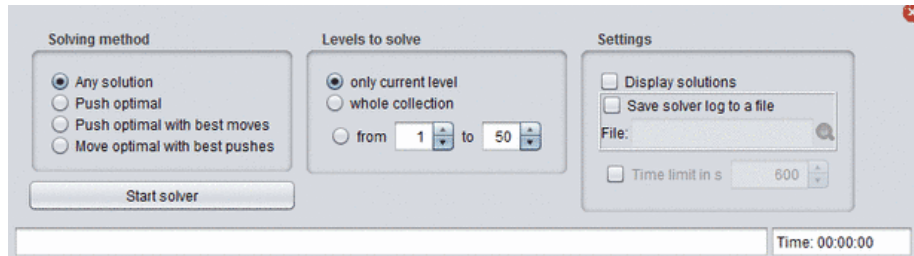 Solving method
Any solution
Push optimal
Push optimal with best moves
Move optimal with best pushes
Start solver
Levels to solve
only current level
whole collection
from 1 to 50
Settings
Display solutions
Save solver log to a file
File:
Time limit in s 600
Time: 00:00:00